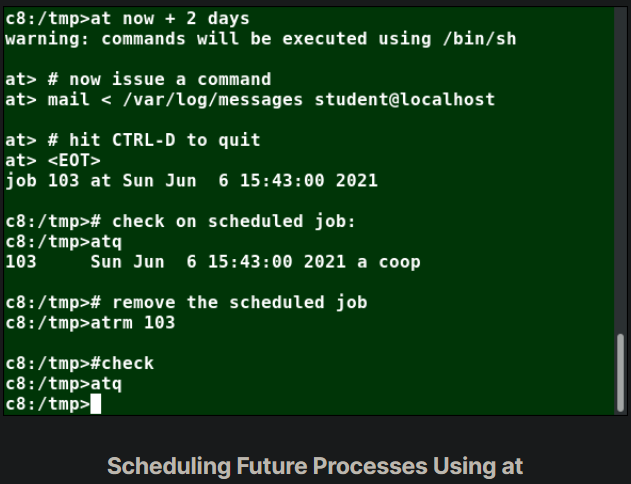 c8:/tmp>at now + 2 days
warning: commands will be executed using /bin/sh
at> # now issue a command
at> mail < /var/log/messages student@localhost
at> # hit CTRL-D to quit
at> <EOT>
job 103 at Sun Jun  6 15:43:00 2021
c8:/tmp># check on scheduled job:
c8:/tmp>atq
103     Sun Jun  6 15:43:00 2021 a coop
c8:/tmp># remove the scheduled job
c8:/tmp>atrm 103
c8:/tmp>#check
c8:/tmp>atq
c8:/tmp>
Scheduling Future Processes Using at